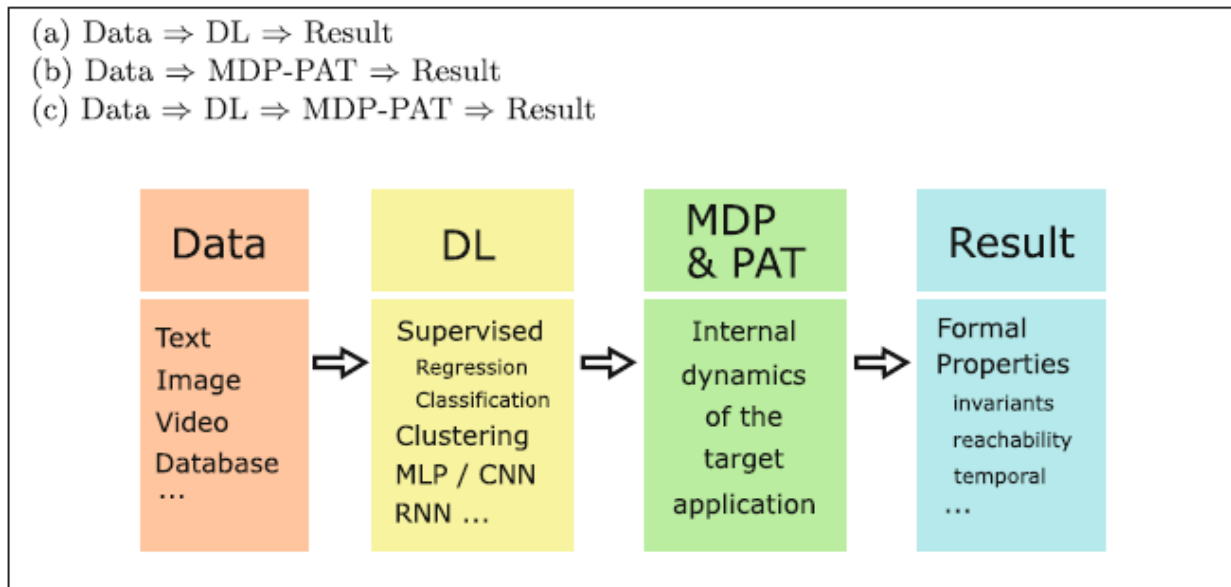 (a) Data ⇒ DL ⇒ Result
(b) Data ⇒ MDP-PAT ⇒ Result
(c) Data ⇒ DL ⇒ MDP-PAT ⇒ Result
Data
Text
Image
Video
Database
...
DL
Supervised
Regression
Classification
Clustering
MLP / CNN
RNN ...
MDP
& PAT
Internal
dynamics
of the
target
application
Result
Formal
Properties
invariants
reachability
temporal
...